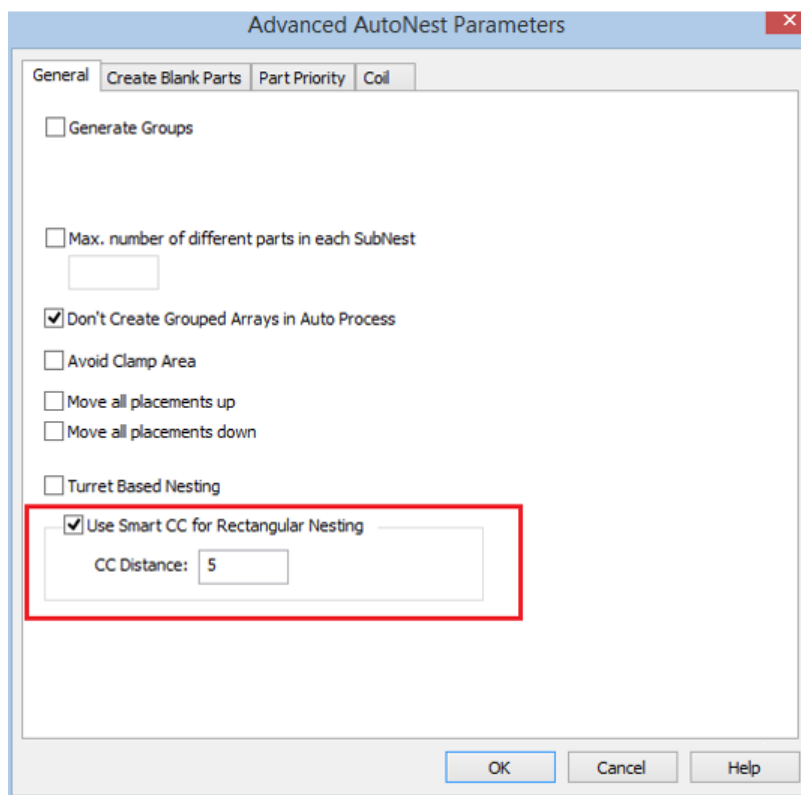 Advanced AutoNest Parameters
General Create Blank Parts Part Priority Coil
Generate Groups
Max. number of different parts in each SubNest
Don't Create Grouped Arrays in Auto Process
Avoid Clamp Area
Move all placements up
Move all placements down
Turret Based Nesting
Use Smart CC for Rectangular Nesting
CC Distance: 5
OK Cancel Help